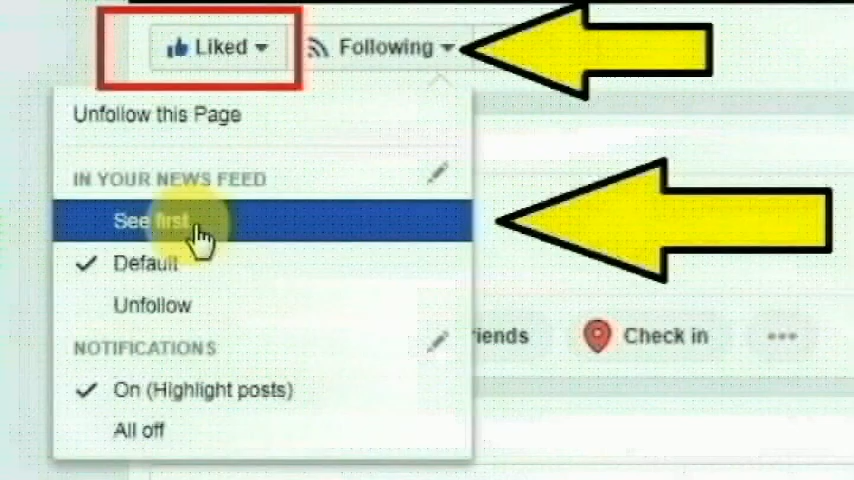 Liked Following
Unfollow this Page
IN YOUR NEWS FEED
See first
Default
Unfollow
riends Check in
NOTIFICATIONS
On (Highlight posts)
All off